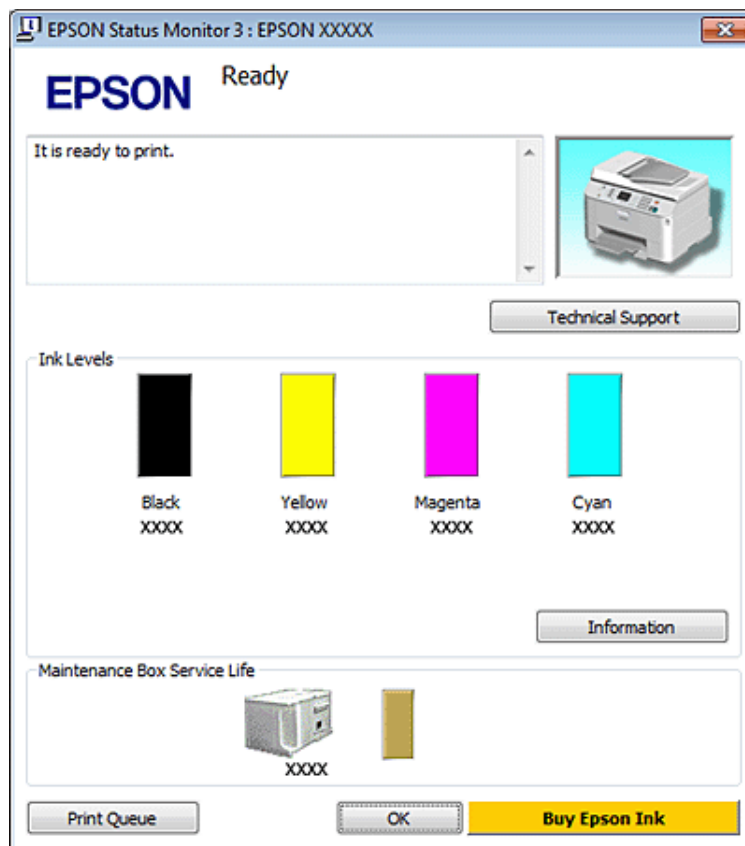 EPSON Status Monitor 3 : EPSON XXXXX
EPSON
Ready
It is ready to print.
Technical Support
Ink Levels
Black Yellow Magenta Cyan
XXXX XXXX XXXX XXXX
Information
Maintenance Box Service Life
XXXX
Print Queue OK Buy Epson Ink